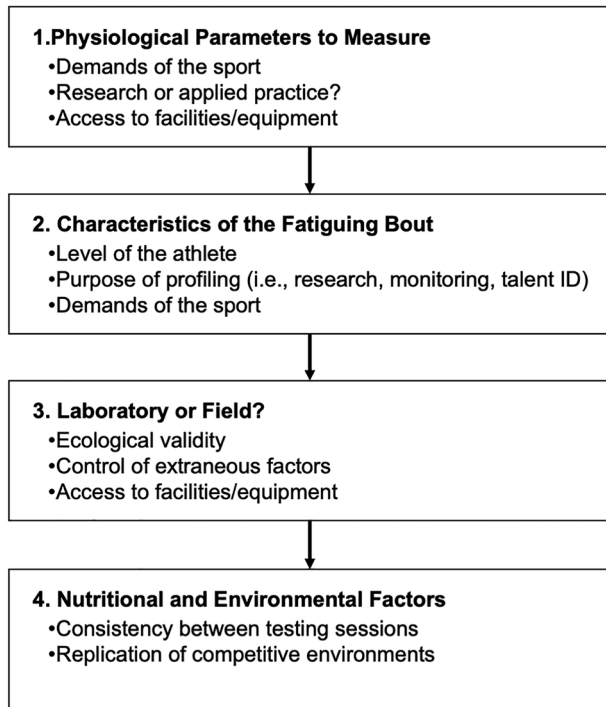 1.Physiological Parameters to Measure
•Demands of the sport
•Research or applied practice?
•Access to facilities/equipment
2. Characteristics of the Fatiguing Bout
•Level of the athlete
•Purpose of profiling (i.e., research, monitoring, talent ID)
•Demands of the sport
3. Laboratory or Field?
•Ecological validity
•Control of extraneous factors
•Access to facilities/equipment
4. Nutritional and Environmental Factors
•Consistency between testing sessions
•Replication of competitive environments